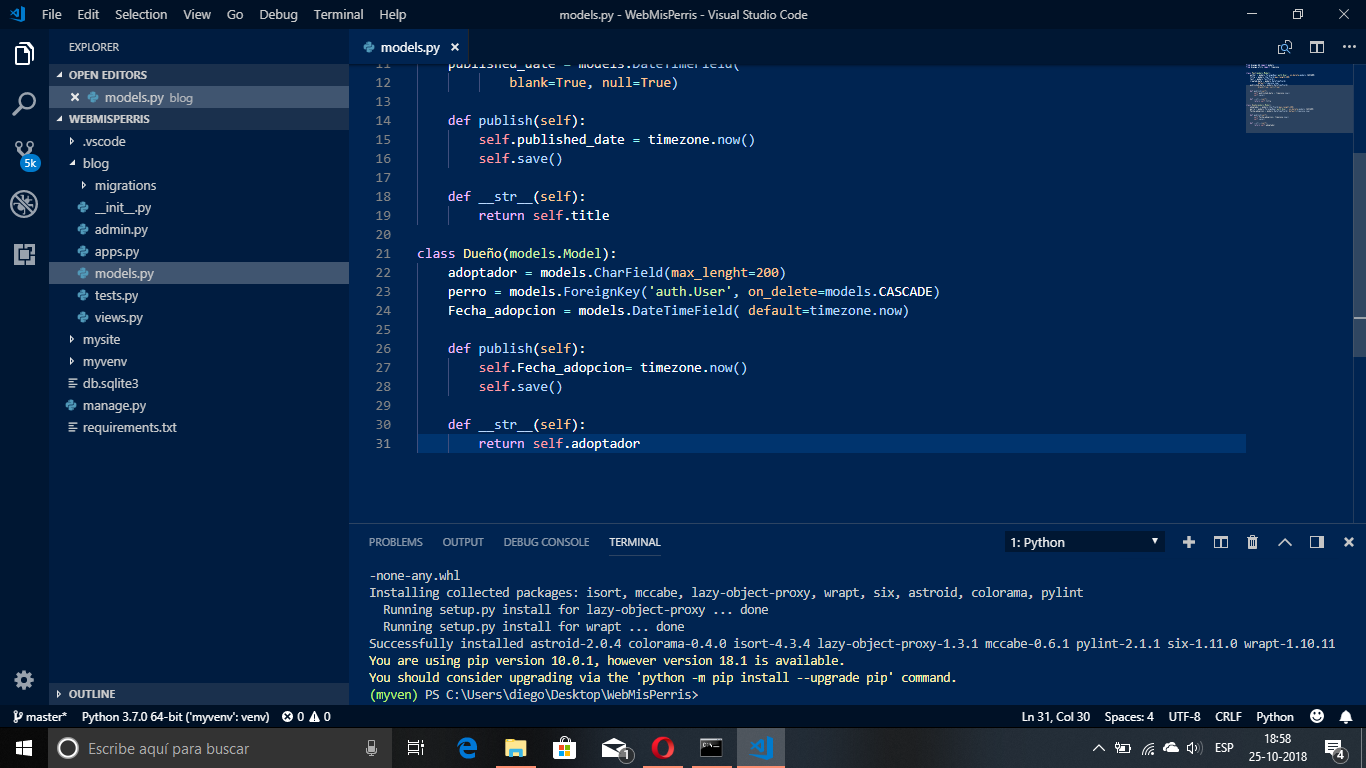 File Edit Selection View Go Debug Terminal Help
models.py - WebMisPerris - Visual Studio Code
EXPLORER
OPEN EDITORS
models.py blog
WEBMISPERRIS
.vscode
blog
migrations
__init__.py
admin.py
apps.py
models.py
tests.py
views.py
mysite
myvenv
db.sqlite3
manage.py
requirements.txt
OUTLINE
5k
models.py
11 published_date = models.DateTimeField(
12 blank=True, null=True)
13
14 def publish(self):
15 self.published_date = timezone.now()
16 self.save()
17
18 def __str__(self):
19 return self.title
20
21 class Dueño(models.Model):
22 adoptador = models.CharField(max_lenght=200)
23 perro = models.ForeignKey('auth.User', on_delete=models.CASCADE)
24 Fecha_adopcion = models.DateTimeField( default=timezone.now)
25
26 def publish(self):
27 self.Fecha_adopcion= timezone.now()
28 self.save()
29
30 def __str__(self):
31 return self.adoptador
PROBLEMS OUTPUT DEBUG CONSOLE TERMINAL
1: Python
-none-any.whl
Installing collected packages: isort, mccabe, lazy-object-proxy, wrapt, six, astroid, colorama, pylint
Running setup.py install for lazy-object-proxy ... done
Running setup.py install for wrapt ... done
Successfully installed astroid-2.0.4 colorama-0.4.0 isort-4.3.4 lazy-object-proxy-1.3.1 mccabe-0.6.1 pylint-2.1.1 six-1.11.0 wrapt-1.10.11
You are using pip version 10.0.1, however version 18.1 is available.
You should consider upgrading via the 'python -m pip install --upgrade pip' command.
(myven) PS C:\Users\diego\Desktop\WebMisPerris>
master* Python 3.7.0 64-bit ('myvenv': venv) 0 0
Ln 31, Col 30 Spaces: 4 UTF-8 CRLF Python
Escribe aquí para buscar
1
ESP
18:58
25-10-2018
4